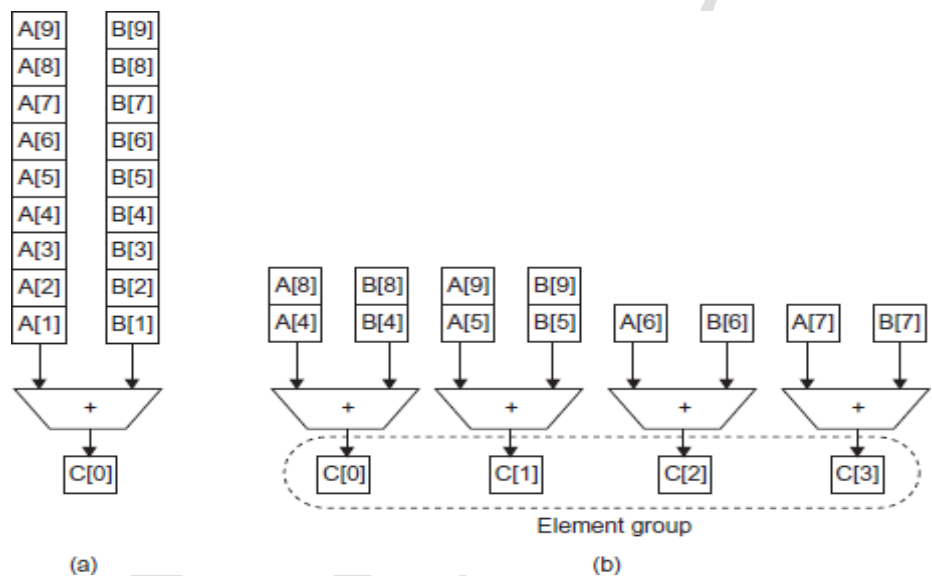 A[9] B[9]
A[8] B[8]
A[7] B[7]
A[6] B[6]
A[5] B[5]
A[4] B[4]
A[3] B[3]
A[2] B[2]
A[1] B[1]
+
C[0]
(a)
A[8] B[8] A[9] B[9]
A[4] B[4] A[5] B[5] A[6] B[6] A[7] B[7]
+ + + +
C[0] C[1] C[2] C[3]
Element group
(b)